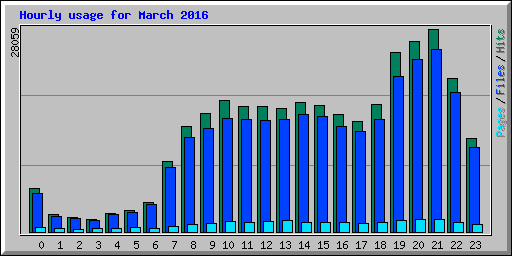 Hourly usage for March 2016
28059
Pages / Files / Hits
0 1 2 3 4 5 6 7 8 9 10 11 12 13 14 15 16 17 18 19 20 21 22 23